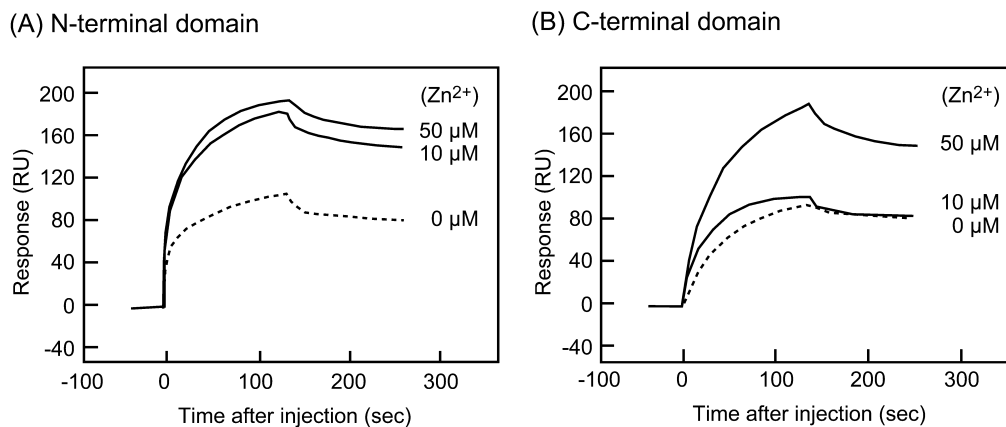 (A) N-terminal domain
(B) C-terminal domain
Response (RU)
200
160
120
80
40
0
-40
(Zn2+)
50 µM
10 µM
0 µM
-100
0
100
200
300
Time after injection (sec)
Response (RU)
200
160
120
80
40
0
-40
(Zn2+)
50 µM
10 µM
0 µM
-100
0
100
200
300
Time after injection (sec)